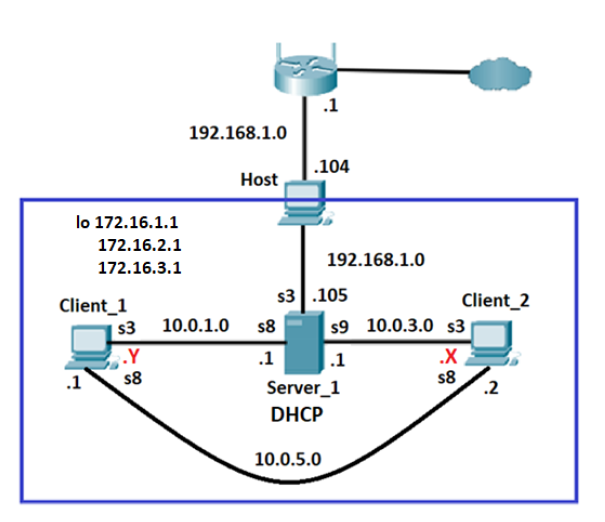 .1
192.168.1.0
.104
Host
lo 172.16.1.1
172.16.2.1
172.16.3.1
192.168.1.0
s3 .105
Client_1
Client_2
s3 10.0.1.0 s8
s9 10.0.3.0 s3
.Y
.1
.1
.X
.1
s8
s8
.2
Server_1
DHCP
10.0.5.0